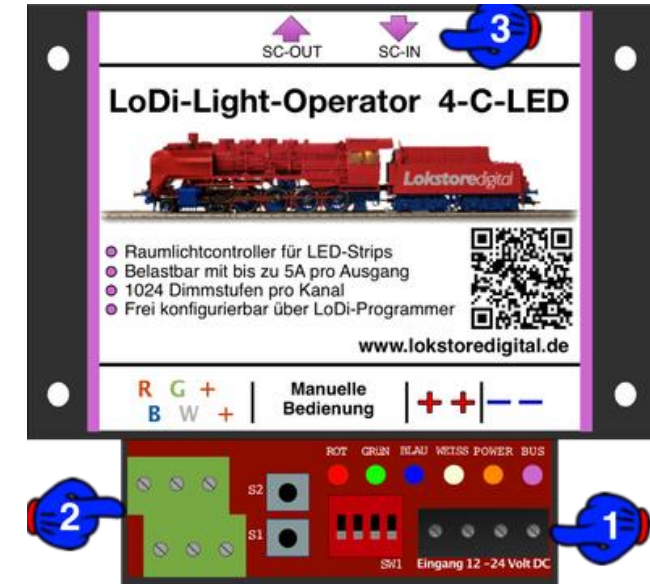 3
SC-OUT SC-IN
LoDi-Light-Operator 4-C-LED
Lokstoredigital
Raumlichtcontroller für LED-Strips
Belastbar mit bis zu 5A pro Ausgang
1024 Dimmstufen pro Kanal
Frei konfigurierbar über LoDi-Programmer
www.lokstoredigital.de
R G +
B W +
Manuelle
Bedienung
+ + − −
ROT GRÜN BLAU WEISS POWER BUS
S2
2
1
S1
SW1 Eingang 12 -24 Volt DC